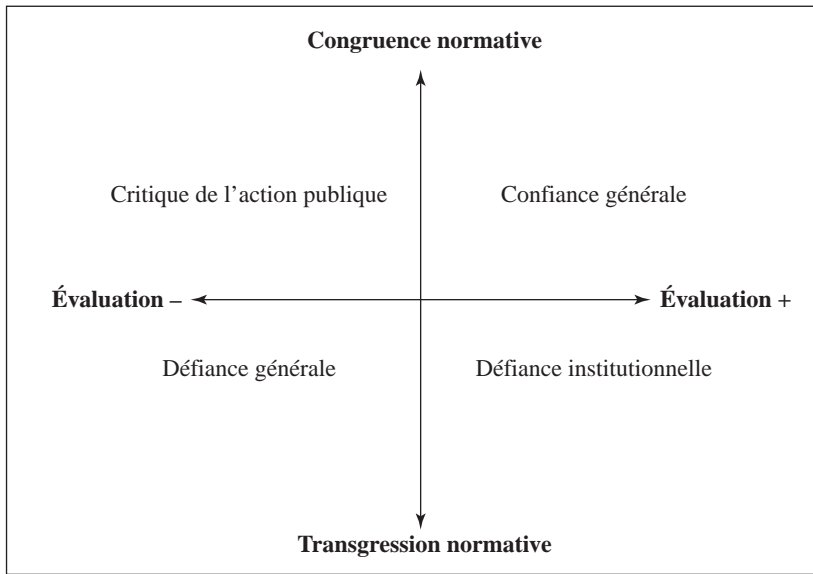 Congruence normative
Critique de l’action publique
Confiance générale
Évaluation –
Évaluation +
Défiance générale
Défiance institutionnelle
Transgression normative